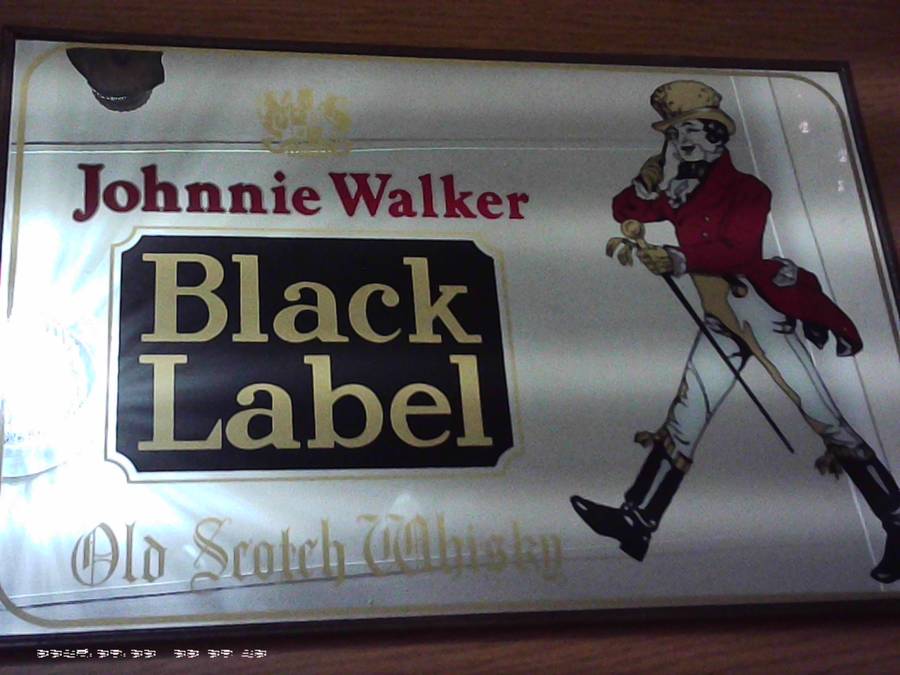 Johnnie Walker
Black
Label
Old Scotch Whisky